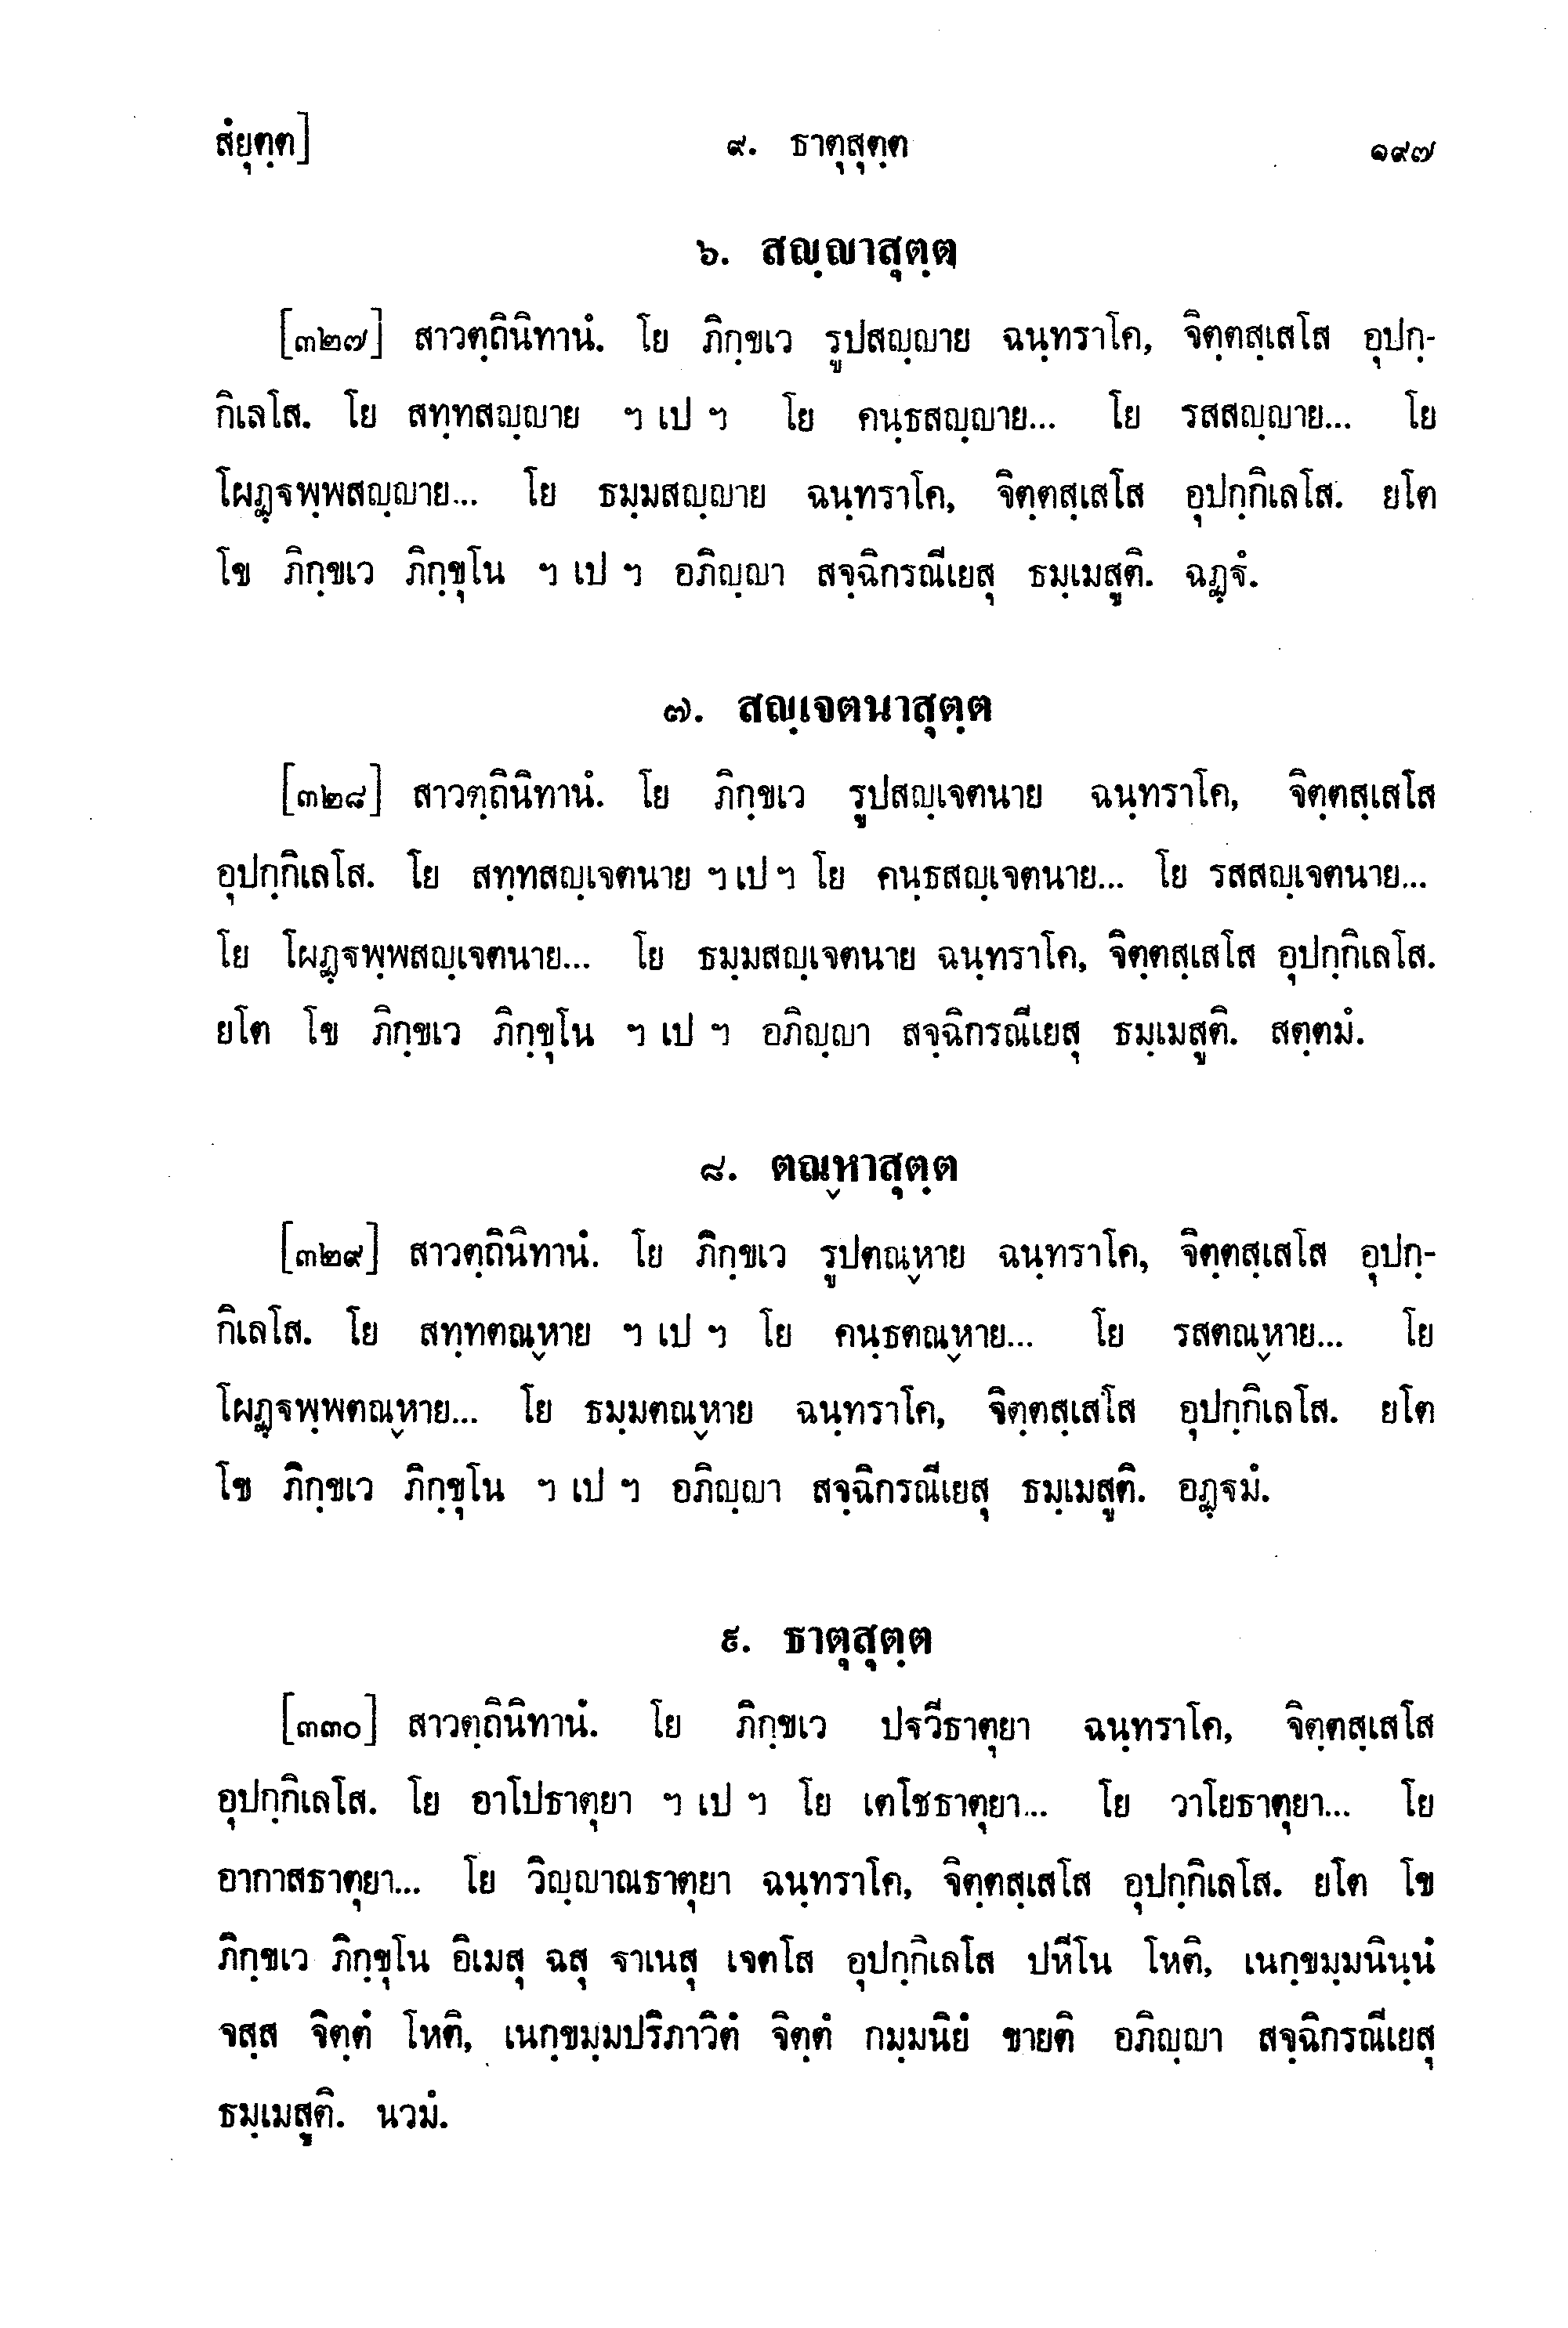 สํยุตฺต] ๙. ธาตุสุตฺต ๑๙๗
๖. สญฺญาสุตฺต
[๓๒๗] สาวตฺถินิทานํ. โย ภิกฺขเว รูปสญฺญาย ฉนฺทราโค, จิตฺตสฺเสโส อุปกฺ-
กิเลโส. โย สทฺทสญฺญาย ฯ เป ฯ โย คนฺธสญฺญาย... โย รสสญฺญาย... โย
โผฏฺฐพฺพสญฺญาย... โย ธมฺมสญฺญาย ฉนฺทราโค, จิตฺตสฺเสโส อุปกฺกิเลโส. ยโต
โข ภิกฺขเว ภิกฺขุโน ฯ เป ฯ อภิญฺญา สจฺฉิกรณีเยสุ ธมฺเมสูติ. ฉฏฺฐํ.
๗. สญฺเจตนาสุตฺต
[๓๒๘] สาวตฺถินิทานํ. โย ภิกฺขเว รูปสญฺเจตนาย ฉนฺทราโค, จิตฺตสฺเสโส
อุปกฺกิเลโส. โย สทฺทสญฺเจตนาย ฯ เป ฯ โย คนฺธสญฺเจตนาย... โย รสสญฺเจตนาย...
โย โผฏฺฐพฺพสญฺเจตนาย... โย ธมฺมสญฺเจตนาย ฉนฺทราโค, จิตฺตสฺเสโส อุปกฺกิเลโส.
ยโต โข ภิกฺขเว ภิกฺขุโน ฯ เป ฯ อภิญฺญา สจฺฉิกรณีเยสุ ธมฺเมสูติ. สตฺตมํ.
๘. ตณฺหาสุตฺต
[๓๒๙] สาวตฺถินิทานํ. โย ภิกฺขเว รูปตณฺหาย ฉนฺทราโค, จิตฺตสฺเสโส อุปกฺ-
กิเลโส. โย สทฺทตณฺหาย ฯ เป ฯ โย คนฺธตณฺหาย... โย รสตณฺหาย... โย
โผฏฺฐพฺพตณฺหาย... โย ธมฺมตณฺหาย ฉนฺทราโค, จิตฺตสฺเสโส อุปกฺกิเลโส. ยโต
โข ภิกฺขเว ภิกฺขุโน ฯ เป ฯ อภิญฺญา สจฺฉิกรณีเยสุ ธมฺเมสูติ. อฏฺฐมํ.
๙. ธาตุสุตฺต
[๓๓๐] สาวตฺถินิทานํ. โย ภิกฺขเว ปฐวีธาตุยา ฉนฺทราโค, จิตฺตสฺเสโส
อุปกฺกิเลโส. โย อาโปธาตุยา ฯ เป ฯ โย เตโชธาตุยา... โย วาโยธาตุยา... โย
อากาสธาตุยา... โย วิญฺญาณธาตุยา ฉนฺทราโค, จิตฺตสฺเสโส อุปกฺกิเลโส. ยโต โข
ภิกฺขเว ภิกฺขุโน อิเมสุ ฉสุ ฐาเนสุ เจตโส อุปกฺกิเลโส ปหีโน โหติ, เนกฺขมฺมนินฺนํ
จสฺส จิตฺตํ โหติ, เนกฺขมฺมปริภาวิตํ จิตฺตํ กมฺมนิยํ ขายติ อภิญฺญา สจฺฉิกรณีเยสุ
ธมฺเมสูติ. นวมํ.